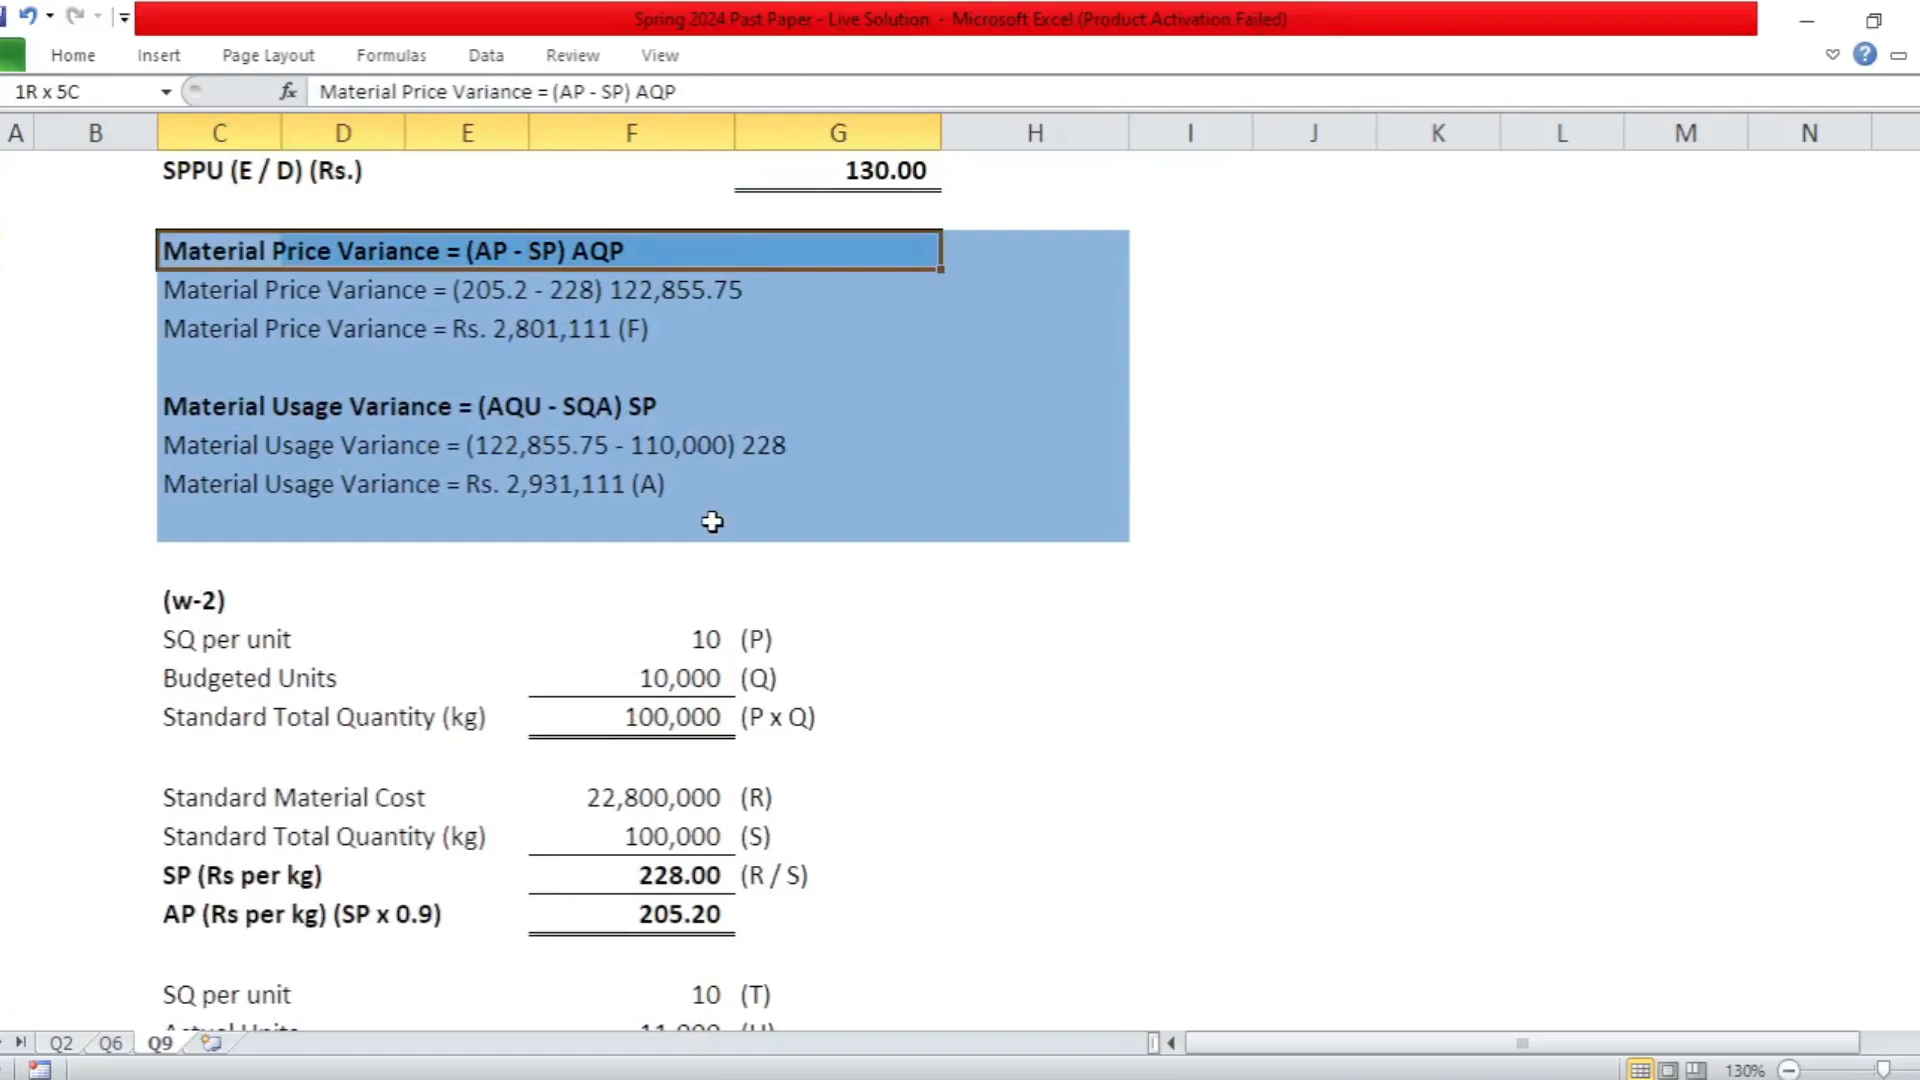 Spring 2024 Past Paper - Live Solution - Microsoft Excel (Product Activation Failed)
Home Insert Page Layout Formulas Data Review View
1R x 5C fx Material Price Variance = (AP - SP) AQP
A B C D E F G H I J K L M N
SPPU (E / D) (Rs.) 130.00
Material Price Variance = (AP - SP) AQP
Material Price Variance = (205.2 - 228) 122,855.75
Material Price Variance = Rs. 2,801,111 (F)
Material Usage Variance = (AQU - SQA) SP
Material Usage Variance = (122,855.75 - 110,000) 228
Material Usage Variance = Rs. 2,931,111 (A)
(w-2)
SQ per unit 10 (P)
Budgeted Units 10,000 (Q)
Standard Total Quantity (kg) 100,000 (P x Q)
Standard Material Cost 22,800,000 (R)
Standard Total Quantity (kg) 100,000 (S)
SP (Rs per kg) 228.00 (R / S)
AP (Rs per kg) (SP x 0.9) 205.20
SQ per unit 10 (T)
Actual Units 11,000 (U)
Q2 Q6 Q9
130%